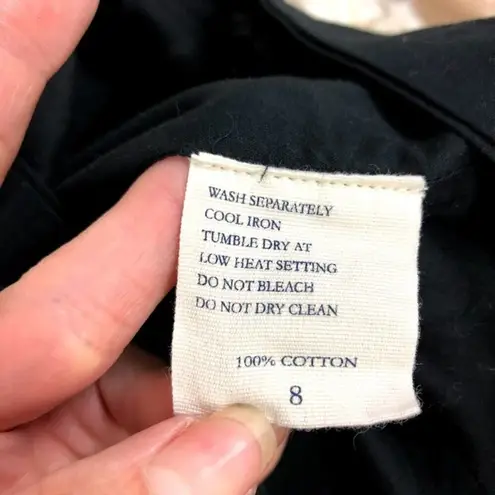 WASH SEPARATELY
COOL IRON
TUMBLE DRY AT
LOW HEAT SETTING
DO NOT BLEACH
DO NOT DRY CLEAN
100% COTTON
8